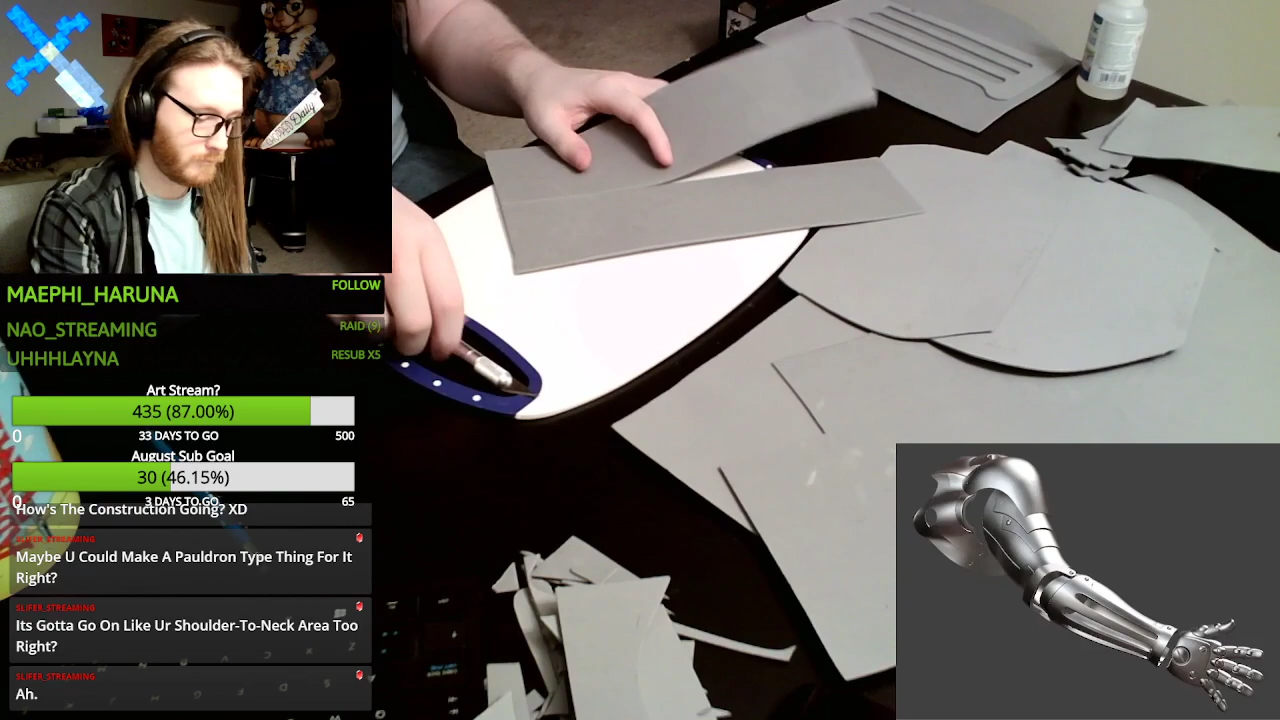 Daily
MAEPHI_HARUNA
FOLLOW
NAO_STREAMING
RAID (9)
UHHHLAYNA
RESUB X5
Art Stream?
435 (87.00%)
0
33 DAYS TO GO
500
August Sub Goal
30 (46.15%)
0
3 DAYS TO GO
65
How's The Construction Going? XD
SLIFER_STREAMING
Maybe U Could Make A Pauldron Type Thing For It
Right?
SLIFER_STREAMING
Its Gotta Go On Like Ur Shoulder-To-Neck Area Too
Right?
SLIFER_STREAMING
Ah.